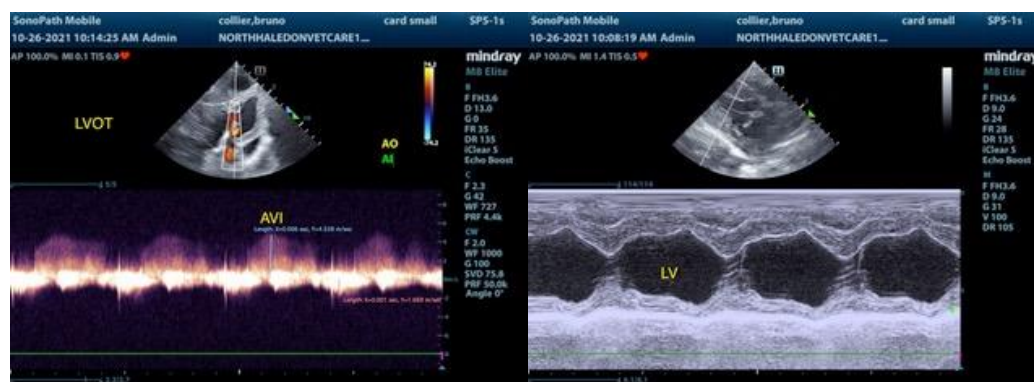 SonoPath Mobile collier,bruno card small SP5-1s
10-26-2021 10:14:25 AM Admin NORTHHALEDONVETCARE1...
AP 100.0% MI 0.1 TIS 0.9
mindray
M8 Elite
B
F FH3.6
D 13.0
G 0
FR 35
DR 135
iClear 5
Echo Boost
C
F 2.3
G 42
WF 727
PRF 4.4k
CW
F 2.0
WF 1000
G 100
SVD 75.8
PRF 50.0k
Angle 0°
LVOT
AO
AI
AVI
SonoPath Mobile collier,bruno card small SP5-1s
10-26-2021 10:08:19 AM Admin NORTHHALEDONVETCARE1...
AP 100.0% MI 1.4 TIS 0.5
mindray
M8 Elite
B
F FH3.6
D 9.0
G 24
FR 28
DR 135
iClear 5
Echo Boost
M
F FH3.6
D 9.0
G 31
V 100
DR 105
114/114
LV